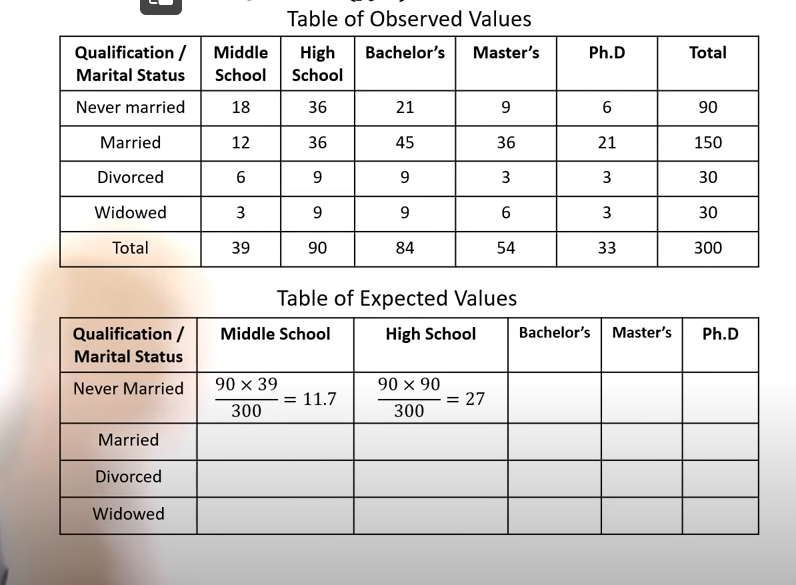 Table of Observed Values
Qualification / Marital Status | Middle School | High School | Bachelor’s | Master’s | Ph.D | Total
Never married | 18 | 36 | 21 | 9 | 6 | 90
Married | 12 | 36 | 45 | 36 | 21 | 150
Divorced | 6 | 9 | 9 | 3 | 3 | 30
Widowed | 3 | 9 | 9 | 6 | 3 | 30
Total | 39 | 90 | 84 | 54 | 33 | 300
Table of Expected Values
Qualification / Marital Status | Middle School | High School | Bachelor’s | Master’s | Ph.D
Never Married | 90 × 39 / 300 = 11.7 | 90 × 90 / 300 = 27
Married
Divorced
Widowed